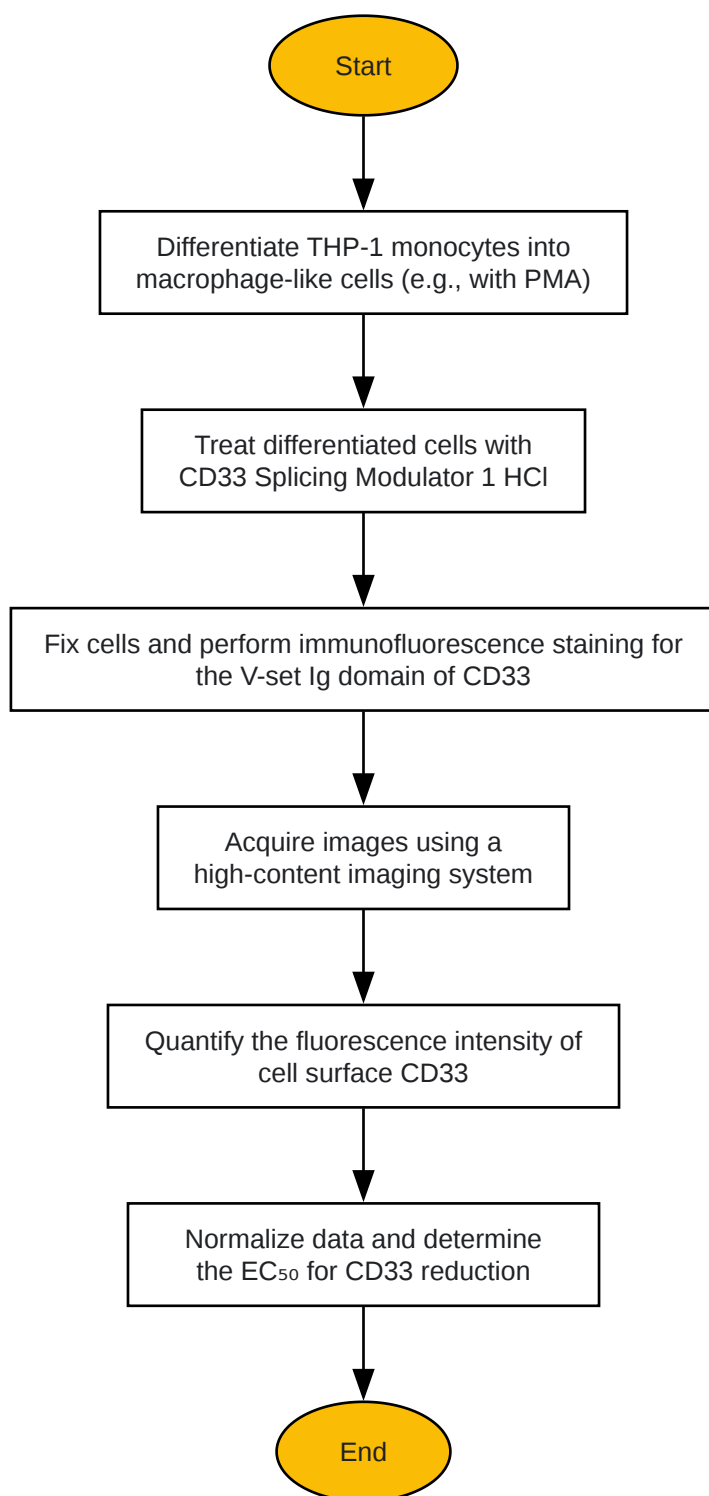 Start
Differentiate THP-1 monocytes into
macrophage-like cells (e.g., with PMA)
Treat differentiated cells with
CD33 Splicing Modulator 1 HCl
Fix cells and perform immunofluorescence staining for
the V-set Ig domain of CD33
Acquire images using a
high-content imaging system
Quantify the fluorescence intensity of
cell surface CD33
Normalize data and determine
the EC₅₀ for CD33 reduction
End